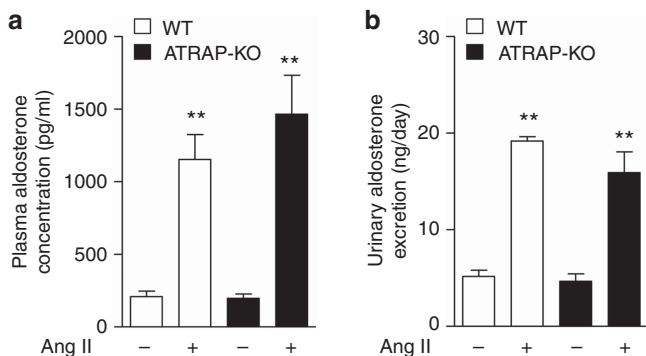 a
WT
ATRAP-KO
Plasma aldosterone
concentration (pg/ml)
2000
1500
1000
500
0
**
**
Ang II – + – +
b
WT
ATRAP-KO
Urinary aldosterone
excretion (ng/day)
30
20
10
0
**
**
Ang II – + – +